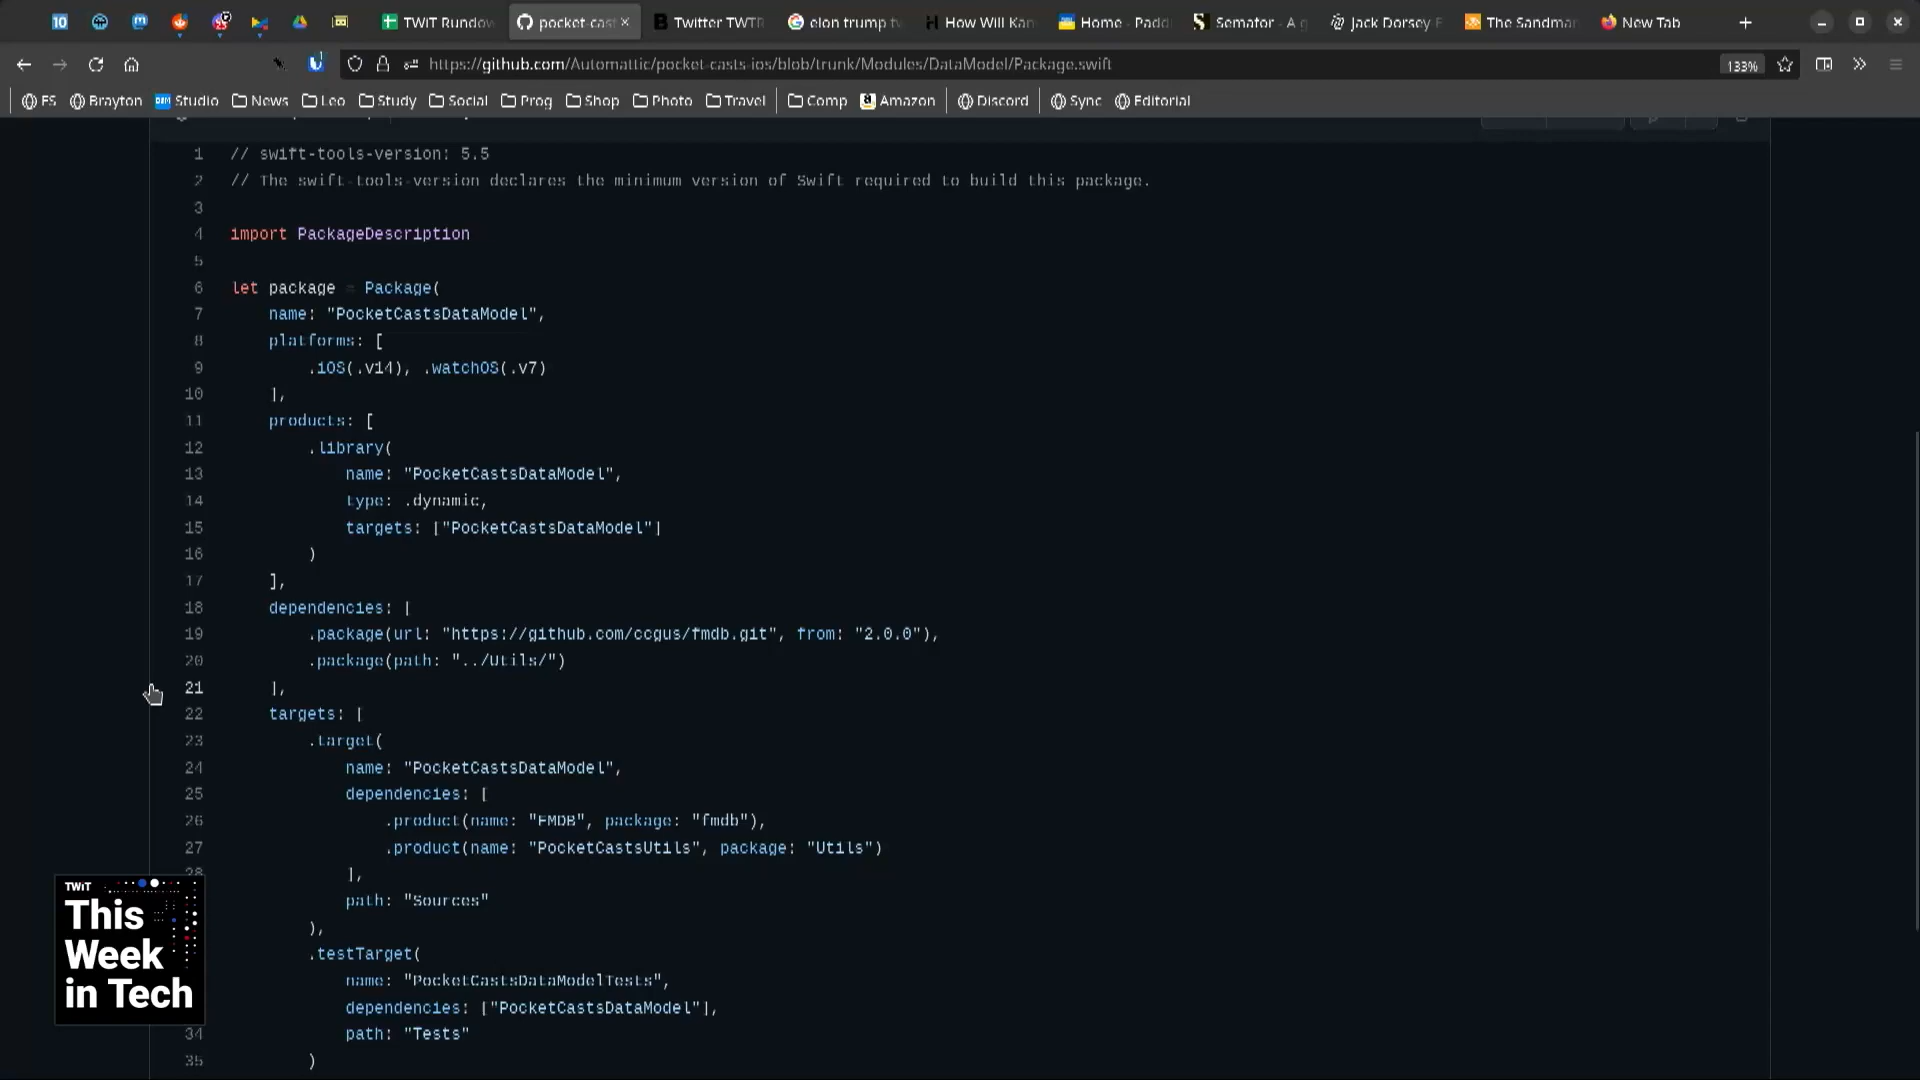 10 TWiT Rundow pocket-cas × Twitter TWTR elon trump tw How Will Kan Home - Padd Semafor - A g Jack Dorsey The Sandman New Tab
https://github.com/Automattic/pocket-casts-ios/blob/trunk/Modules/DataModel/Package.swift 133%
FS Brayton Studio News Leo Study Social Prog Shop Photo Travel Comp Amazon Discord Sync Editorial
1 // swift-tools-version: 5.5
2 // The swift-tools-version declares the minimum version of Swift required to build this package.
3
4 import PackageDescription
5
6 let package = Package(
7 name: "PocketCastsDataModel",
8 platforms: [
9 .iOS(.v14), .watchOS(.v7)
10 ],
11 products: [
12 .library(
13 name: "PocketCastsDataModel",
14 type: .dynamic,
15 targets: ["PocketCastsDataModel"]
16 )
17 ],
18 dependencies: [
19 .package(url: "https://github.com/ccgus/fmdb.git", from: "2.0.0"),
20 .package(path: "../Utils/")
21 ],
22 targets: [
23 .target(
24 name: "PocketCastsDataModel",
25 dependencies: [
26 .product(name: "FMDB", package: "fmdb"),
27 .product(name: "PocketCastsUtils", package: "Utils")
28 ],
path: "Sources"
),
.testTarget(
name: "PocketCastsDataModelTests",
dependencies: ["PocketCastsDataModel"],
34 path: "Tests"
35 )
TWiT
This
Week
in Tech